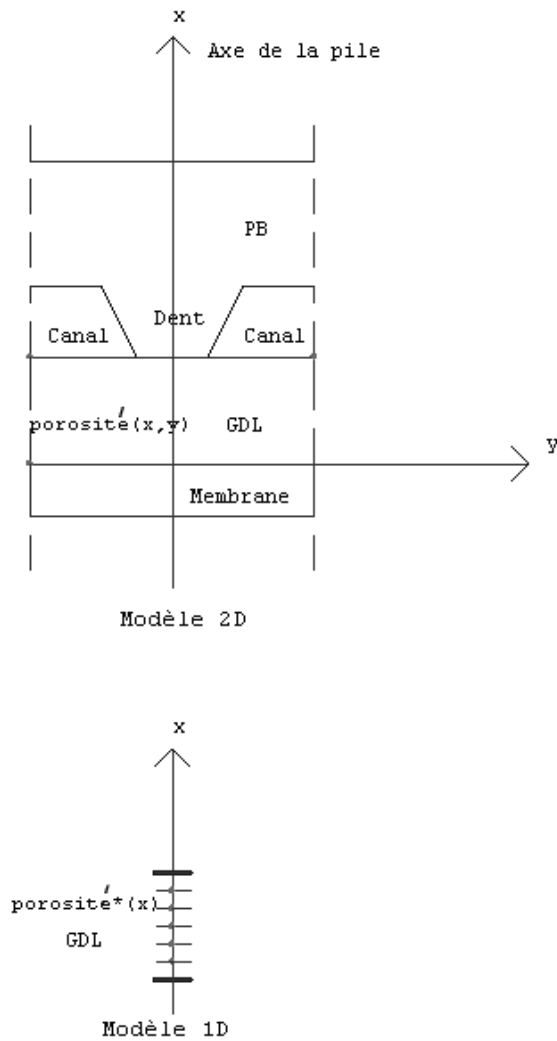 x
Axe de la pile
PB
Dent
Canal
Canal
porosité(x,y)
GDL
y
Membrane
Modèle 2D
x
porosité*(x)
GDL
Modèle 1D